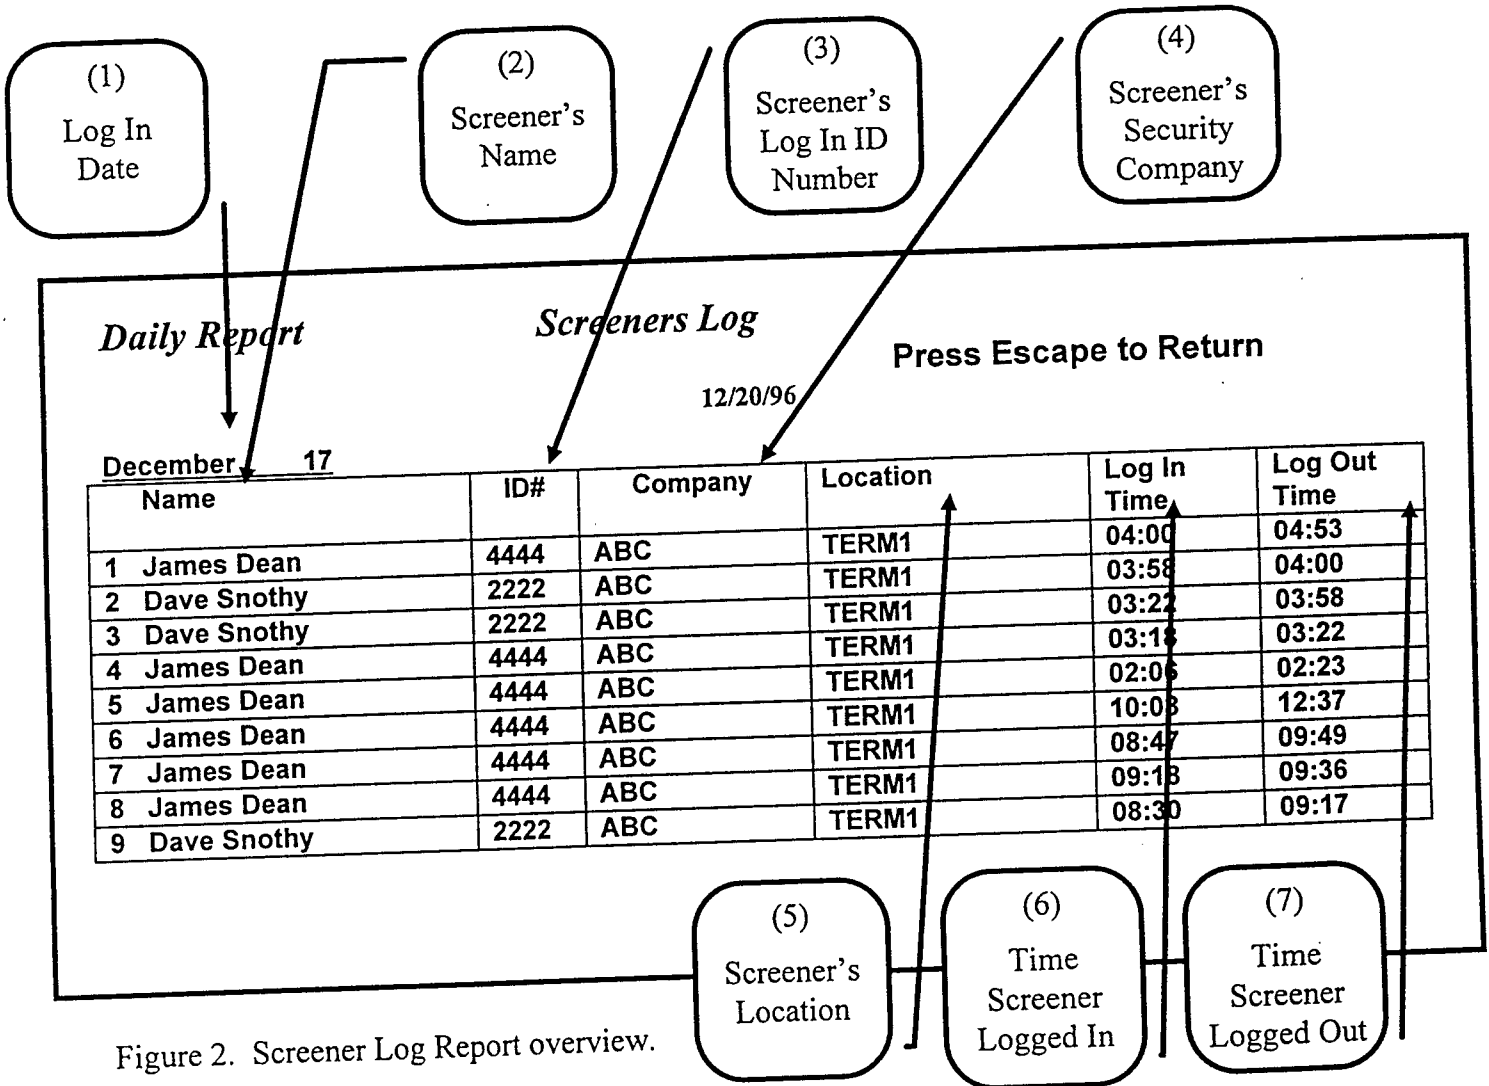 (1)
Log In
Date
(2)
Screener's
Name
(3)
Screener's
Log In ID
Number
(4)
Screener's
Security
Company
Daily Report
Screeners Log
Press Escape to Return
12/20/96
December 17
Name ID# Company Location Log In Time Log Out Time
1 James Dean 4444 ABC TERM1 04:00 04:53
2 Dave Snothy 2222 ABC TERM1 03:58 04:00
3 Dave Snothy 2222 ABC TERM1 03:22 03:58
4 James Dean 4444 ABC TERM1 03:18 03:22
5 James Dean 4444 ABC TERM1 02:06 02:23
6 James Dean 4444 ABC TERM1 10:08 12:37
7 James Dean 4444 ABC TERM1 08:47 09:49
8 James Dean 4444 ABC TERM1 09:18 09:36
9 Dave Snothy 2222 ABC TERM1 08:30 09:17
(5)
Screener's
Location
(6)
Time
Screener
Logged In
(7)
Time
Screener
Logged Out
Figure 2. Screener Log Report overview.